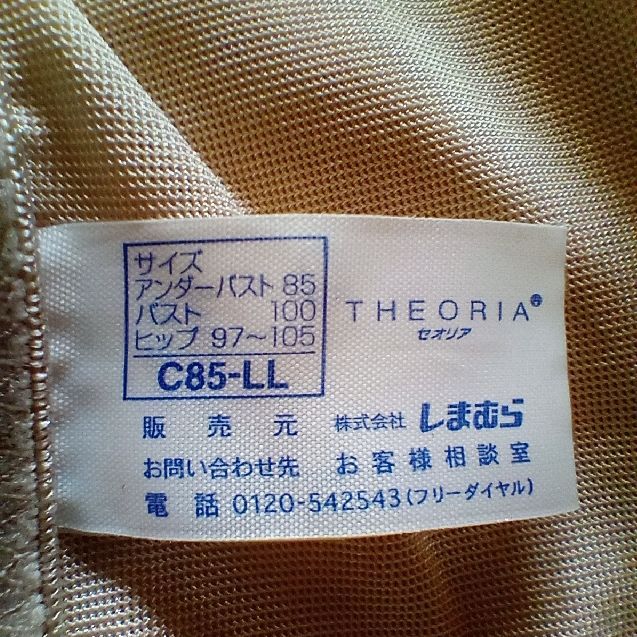 サイズ
アンダーバスト 85
バスト 100
ヒップ 97～105
C85-LL
THEORIA
セオリア
販売元 株式会社 しまむら
お問い合わせ先 お客様相談室
電話 0120-542543(フリーダイヤル)